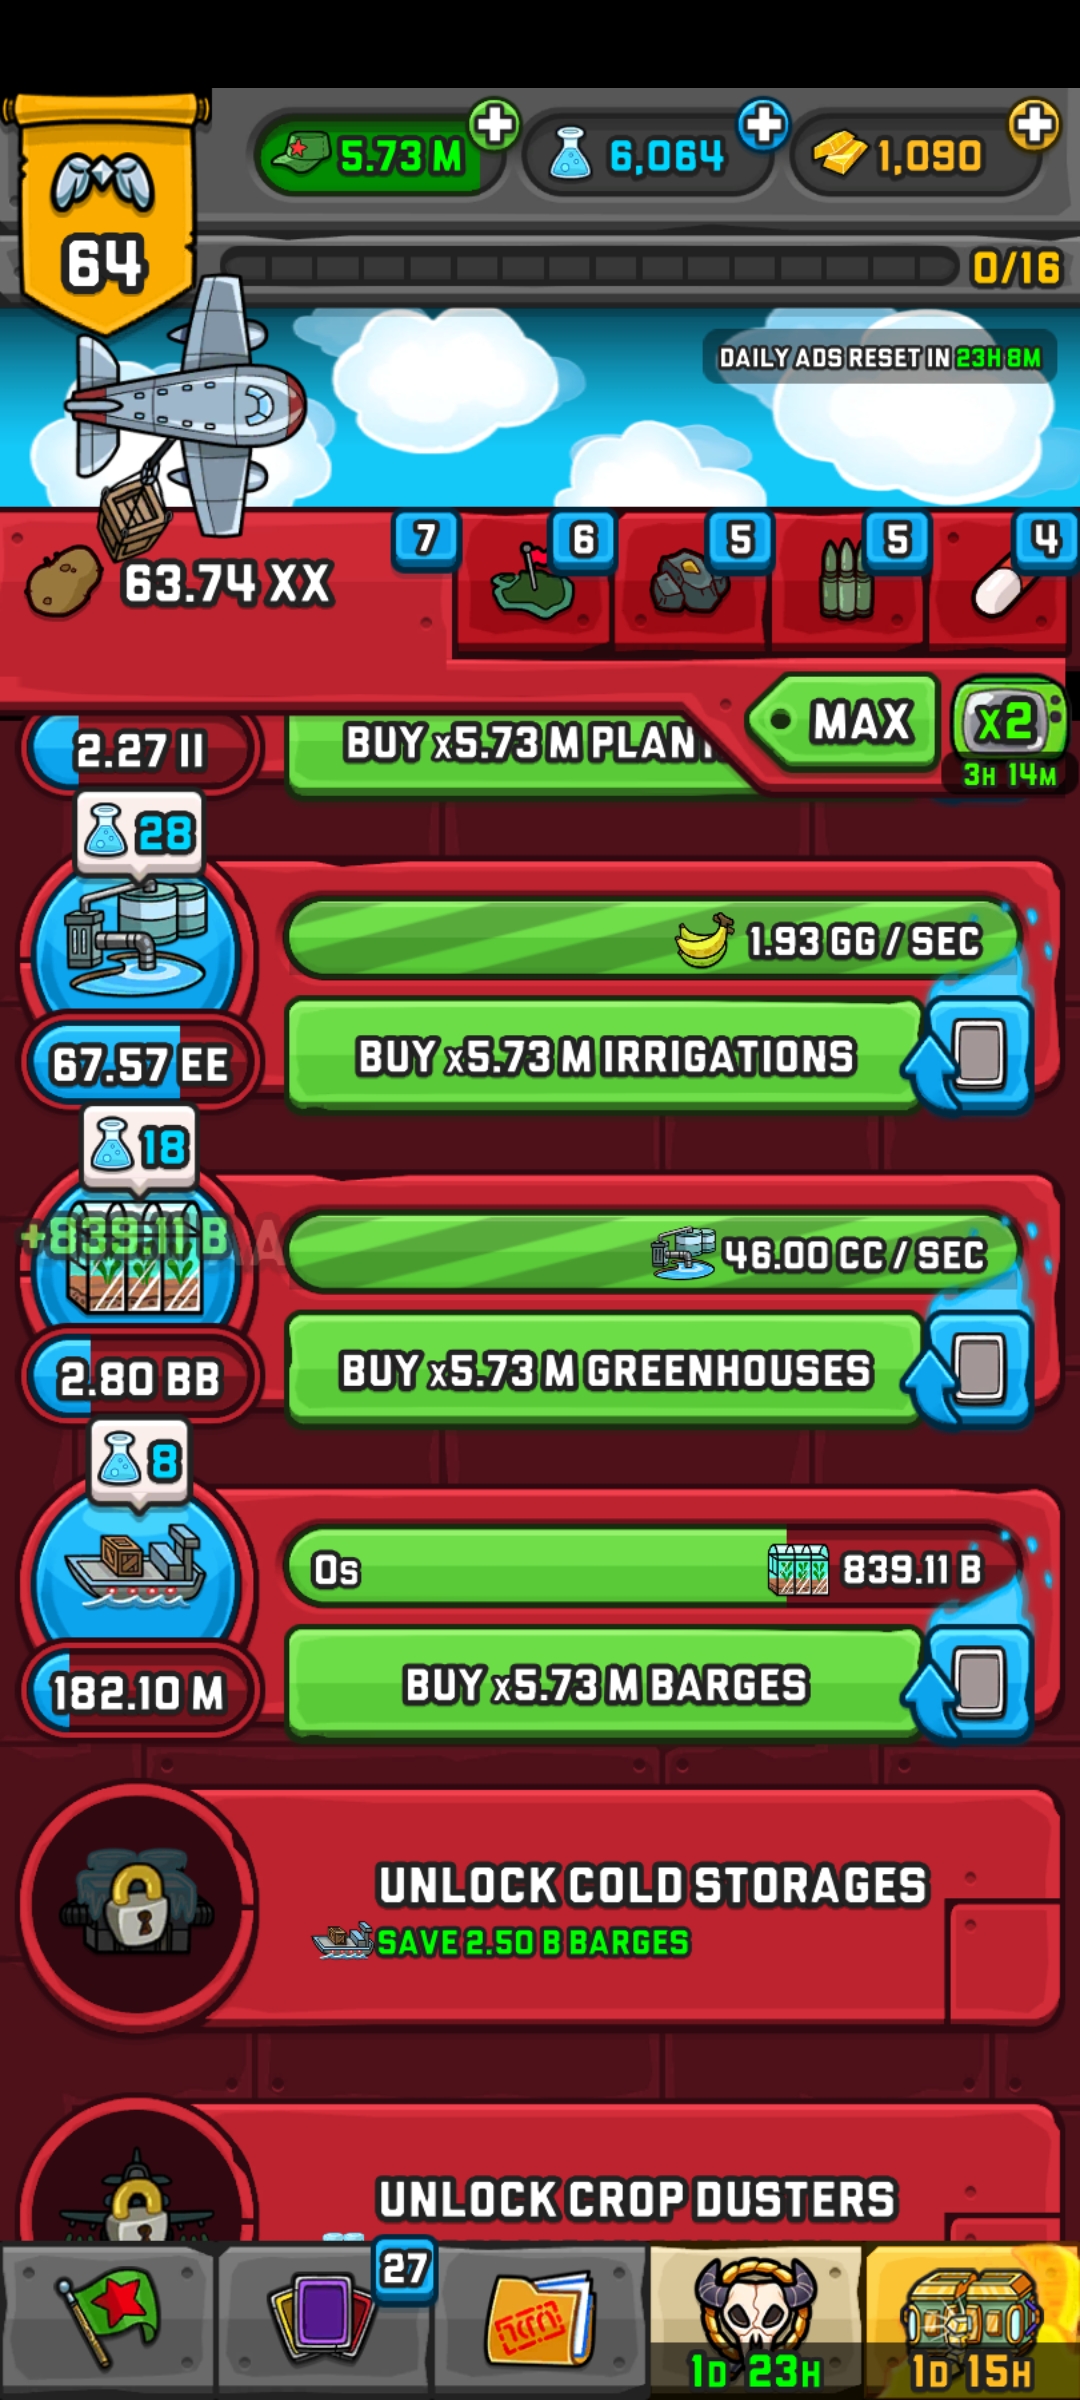 64
5.73 M
6,064
1,090
0/16
DAILY ADS RESET IN 23H 8M
63.74 XX
7
6
5
5
4
MAX
x2
3H 14M
2.27 II
BUY x5.73 M PLANT
28
1.93 GG / SEC
67.57 EE
BUY x5.73 M IRRIGATIONS
18
+839.11 B
46.00 CC / SEC
2.80 BB
BUY x5.73 M GREENHOUSES
8
0s
839.11 B
182.10 M
BUY x5.73 M BARGES
UNLOCK COLD STORAGES
SAVE 2.50 B BARGES
UNLOCK CROP DUSTERS
27
1D 23H
1D 15H